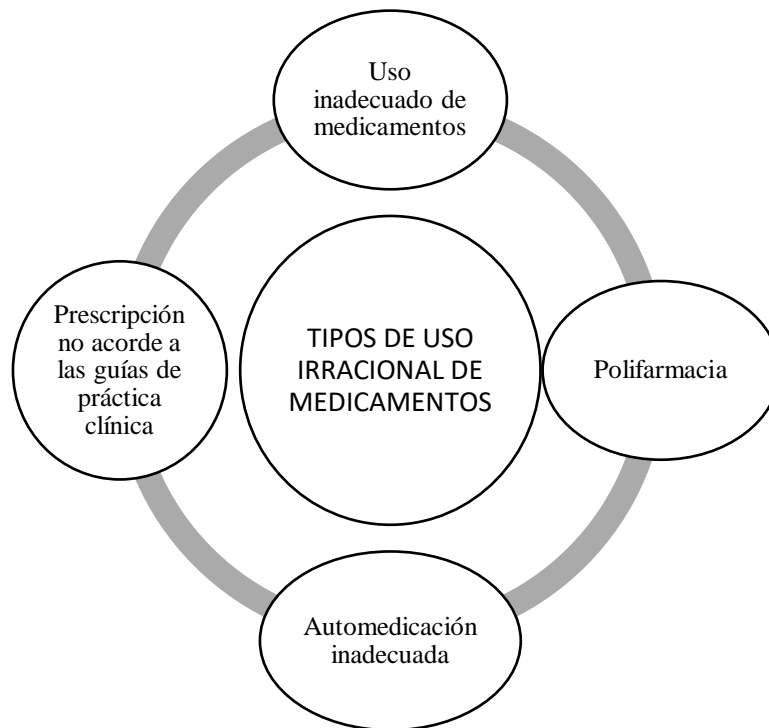 Uso
inadecuado de
medicamentos
Prescripción
no acorde a
las guías de
práctica
clínica
TIPOS DE USO
IRRACIONAL DE
MEDICAMENTOS
Polifarmacia
Automedicación
inadecuada